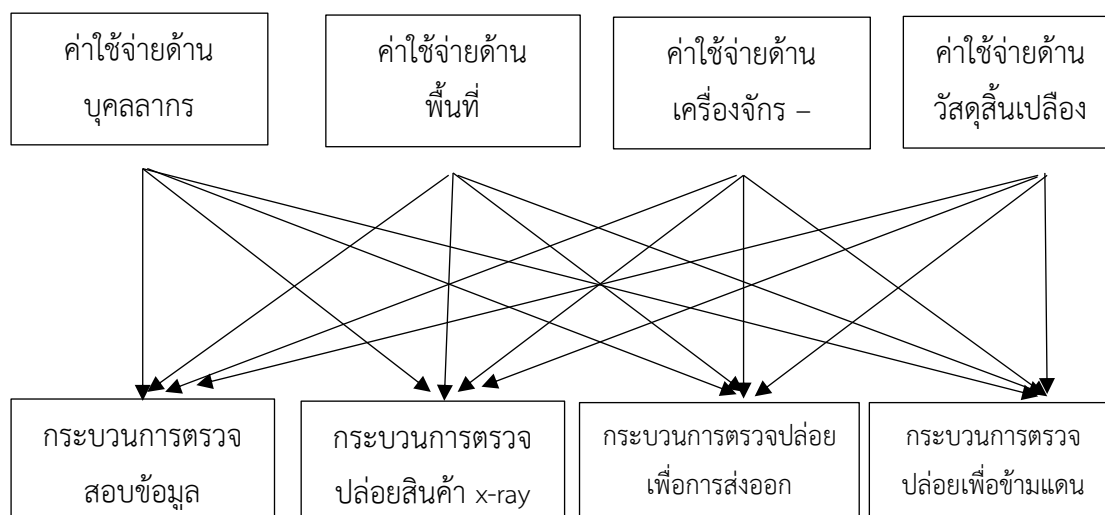 ค่าใช้จ่ายด้าน
บุคลลากร
ค่าใช้จ่ายด้าน
พื้นที่
ค่าใช้จ่ายด้าน
เครื่องจักร –
ค่าใช้จ่ายด้าน
วัสดุสิ้นเปลือง
กระบวนการตรวจ
สอบข้อมูล
กระบวนการตรวจ
ปล่อยสินค้า x-ray
กระบวนการตรวจปล่อย
เพื่อการส่งออก
กระบวนการตรวจ
ปล่อยเพื่อข้ามแดน